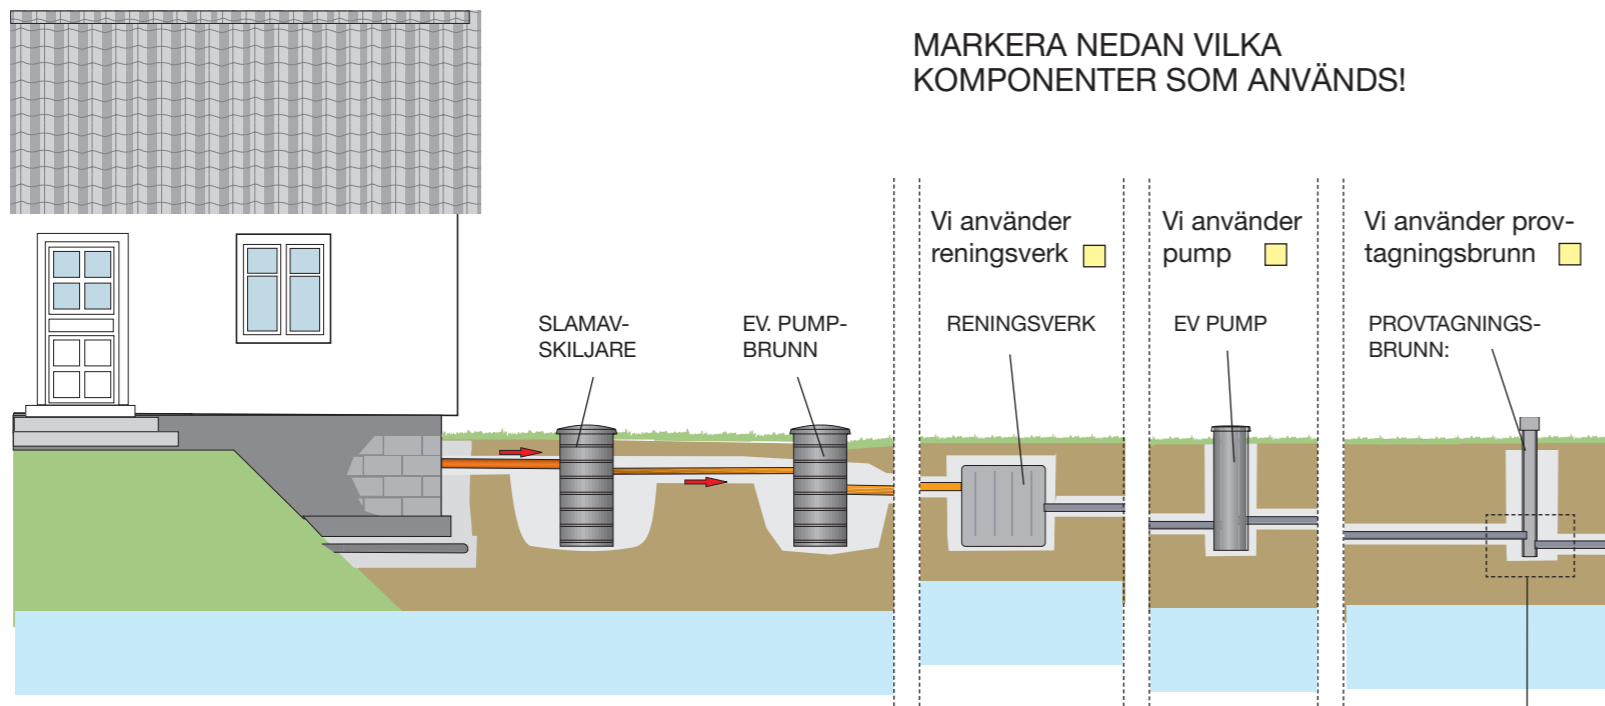 MARKERA NEDAN VILKA
KOMPONENTER SOM ANVÄNDS!
Vi använder
reningsverk
Vi använder
pump
Vi använder prov-
tagningsbrunn
SLAMAV-
SKILJARE
EV. PUMP-
BRUNN
RENINGSVERK
EV PUMP
PROVTAGNINGS-
BRUNN: